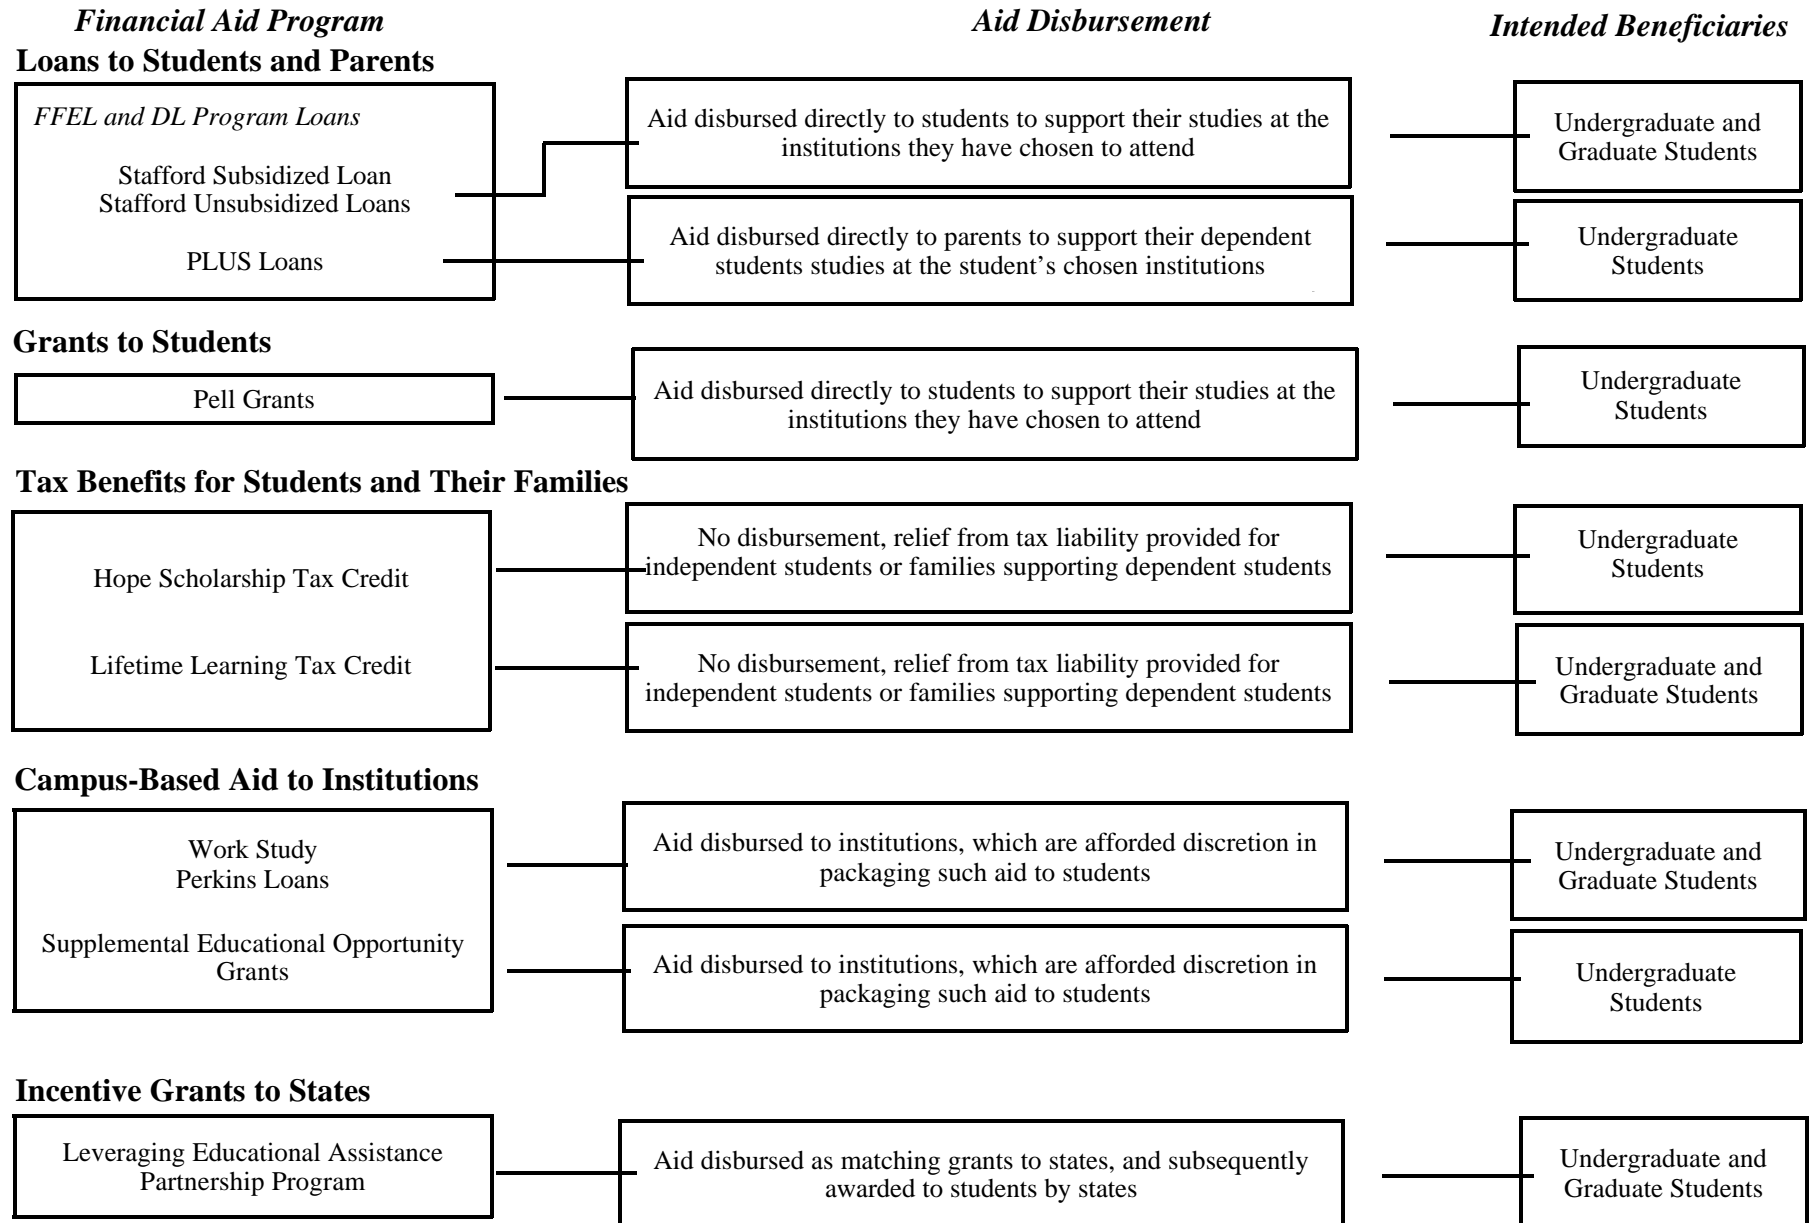 Financial Aid Program
Aid Disbursement
Intended Beneficiaries
Loans to Students and Parents
FFEL and DL Program Loans
Stafford Subsidized Loan
Stafford Unsubsidized Loans
PLUS Loans
Aid disbursed directly to students to support their studies at the
institutions they have chosen to attend
Undergraduate and
Graduate Students
Aid disbursed directly to parents to support their dependent
students studies at the student’s chosen institutions
Undergraduate
Students
Grants to Students
Pell Grants
Aid disbursed directly to students to support their studies at the
institutions they have chosen to attend
Undergraduate
Students
Tax Benefits for Students and Their Families
Hope Scholarship Tax Credit
No disbursement, relief from tax liability provided for
independent students or families supporting dependent students
Undergraduate
Students
Lifetime Learning Tax Credit
No disbursement, relief from tax liability provided for
independent students or families supporting dependent students
Undergraduate and
Graduate Students
Campus-Based Aid to Institutions
Work Study
Perkins Loans
Aid disbursed to institutions, which are afforded discretion in
packaging such aid to students
Undergraduate and
Graduate Students
Supplemental Educational Opportunity
Grants
Aid disbursed to institutions, which are afforded discretion in
packaging such aid to students
Undergraduate
Students
Incentive Grants to States
Leveraging Educational Assistance
Partnership Program
Aid disbursed as matching grants to states, and subsequently
awarded to students by states
Undergraduate and
Graduate Students